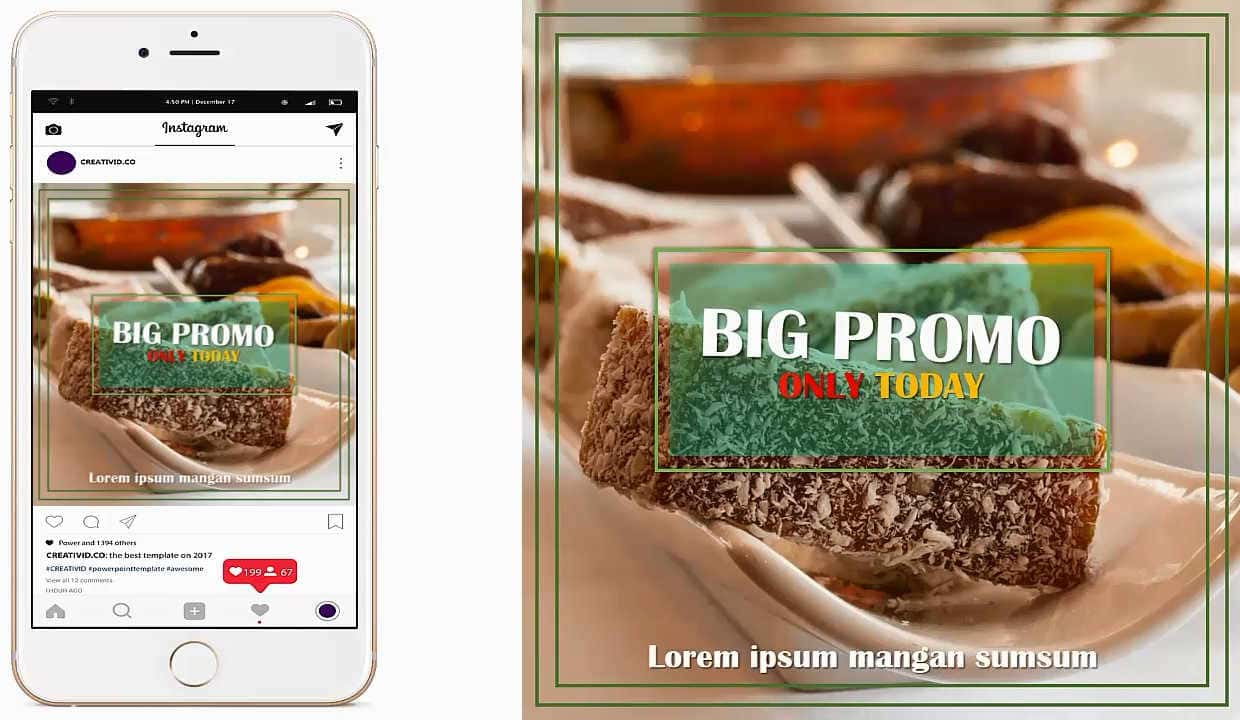 4:50 PM | December 17
Instagram
CREATIVID.CO
BIG PROMO
ONLY TODAY
Lorem ipsum mangan sumsum
Power and 1394 others
CREATIVID.CO: the best template on 2017
#CREATIVID #powerpointtemplate #awesome
View all 12 comments
1 HOUR AGO
199 67
BIG PROMO
ONLY TODAY
Lorem ipsum mangan sumsum